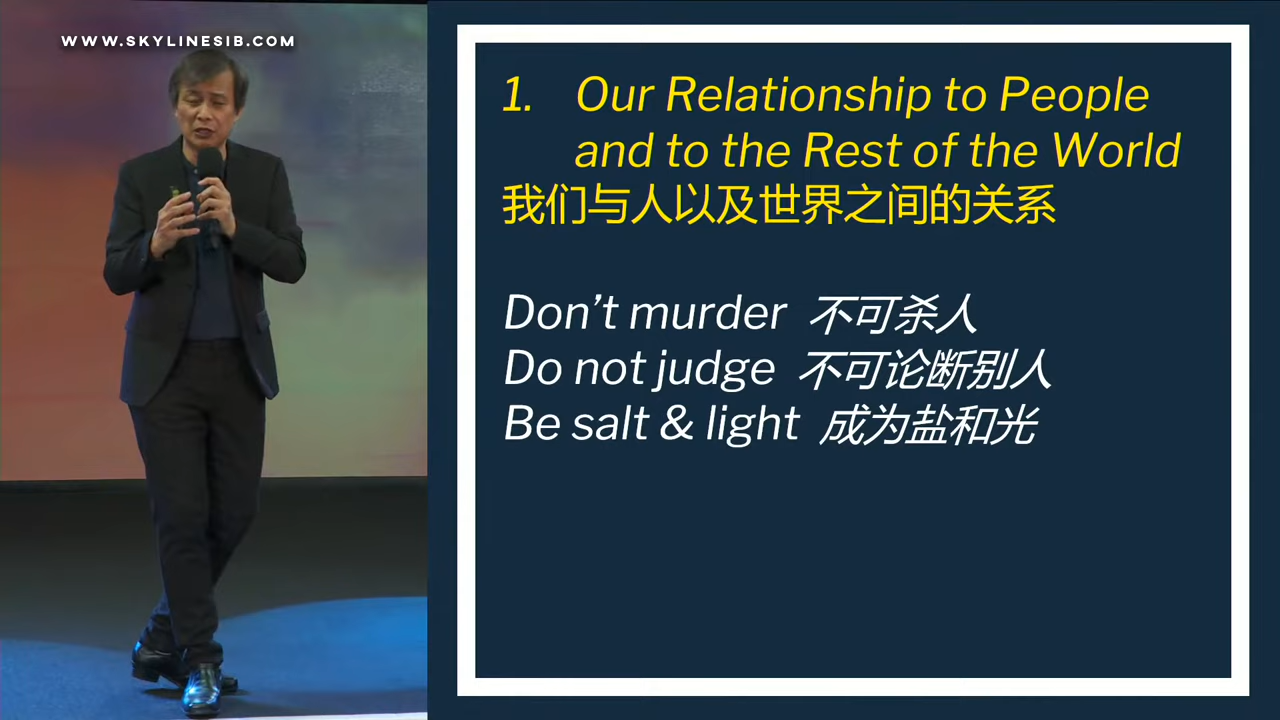 WWW.SKYLINESIB.COM
1. Our Relationship to People
and to the Rest of the World
我们与人以及世界之间的关系
Don’t murder 不可杀人
Do not judge 不可论断别人
Be salt & light 成为盐和光